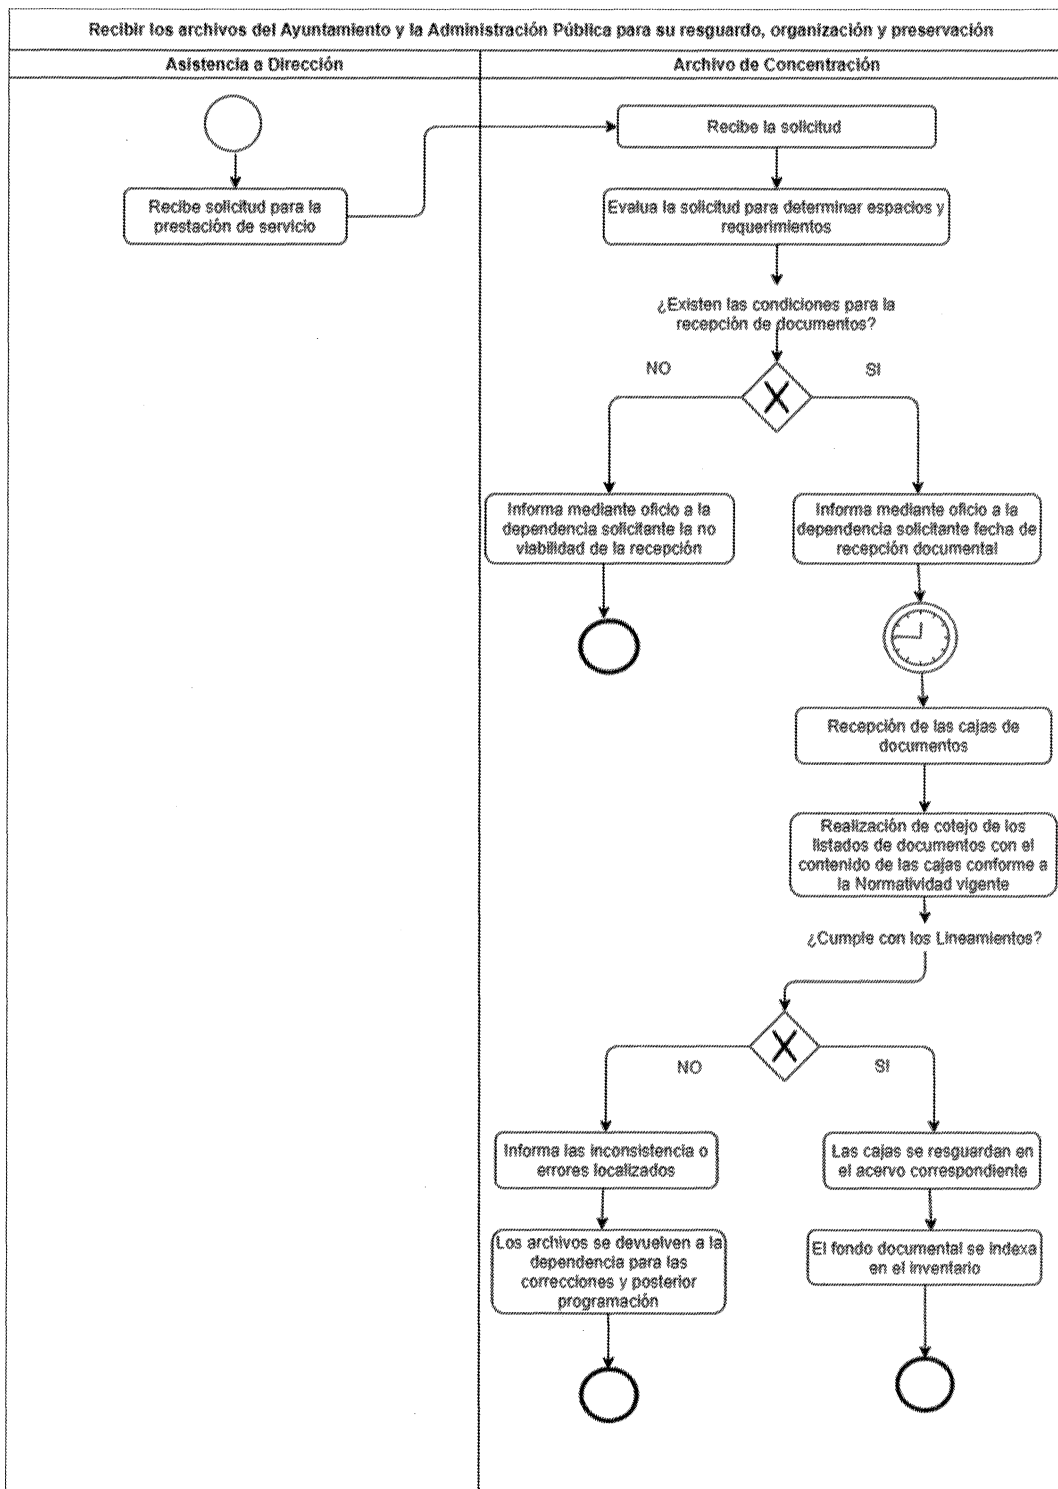 Recibir los archivos del Ayuntamiento y la Administración Pública para su resguardo, organización y preservación
Asistencia a Dirección
Archivo de Concentración
Recibe solicitud para la
prestación de servicio
Recibe la solicitud
Evalua la solicitud para determinar espacios y
requerimientos
¿Existen las condiciones para la
recepción de documentos?
NO
SI
Informa mediante oficio a la
dependencia solicitante la no
viabilidad de la recepción
Informa mediante oficio a la
dependencia solicitante fecha de
recepción documental
Recepción de las cajas de
documentos
Realización de cotejo de los
listados de documentos con el
contenido de las cajas conforme a
la Normatividad vigente
¿Cumple con los Lineamientos?
NO
SI
Informa las inconsistencia o
errores localizados
Las cajas se resguardan en
el acervo correspondiente
Los archivos se devuelven a la
dependencia para las
correcciones y posterior
programación
El fondo documental se indexa
en el inventario